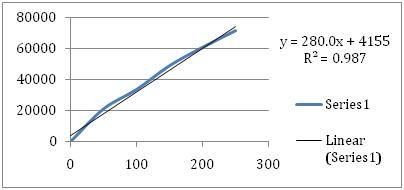 80000
60000
40000
20000
0
0 100 200 300
y = 280.0x + 4155
R² = 0.987
Series1
Linear
(Series1)